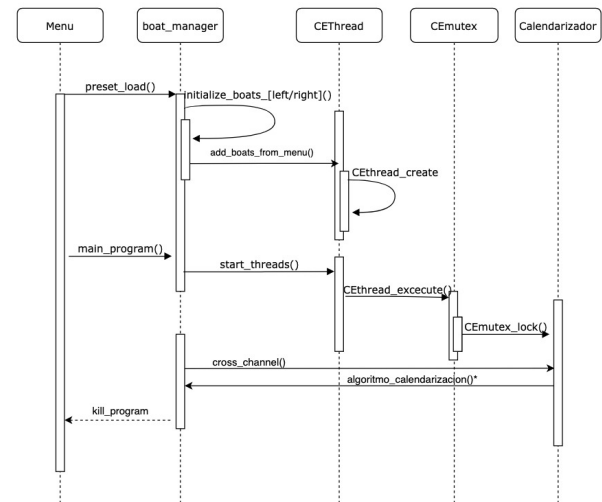 Menu
boat_manager
CEThread
CEmutex
Calendarizador
preset_load()
initialize_boats_[left/right]()
add_boats_from_menu()
CEthread_create
main_program()
start_threads()
CEthread_excecute()
CEmutex_lock()
cross_channel()
algoritmo_calendarizacion()*
kill_program